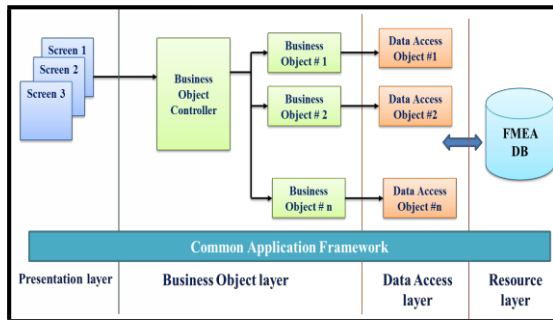 Screen 1
Screen 2
Screen 3
Business
Object
Controller
Business
Object # 1
Business
Object # 2
Business
Object # n
Data Access
Object #1
Data Access
Object #2
Data Access
Object #n
FMEA
DB
Common Application Framework
Presentation layer
Business Object layer
Data Access
layer
Resource
layer